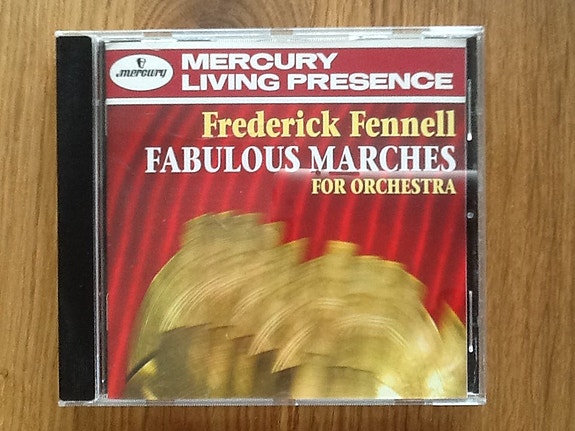 mercury
MERCURY
LIVING PRESENCE
Frederick Fennell
FABULOUS MARCHES
FOR ORCHESTRA